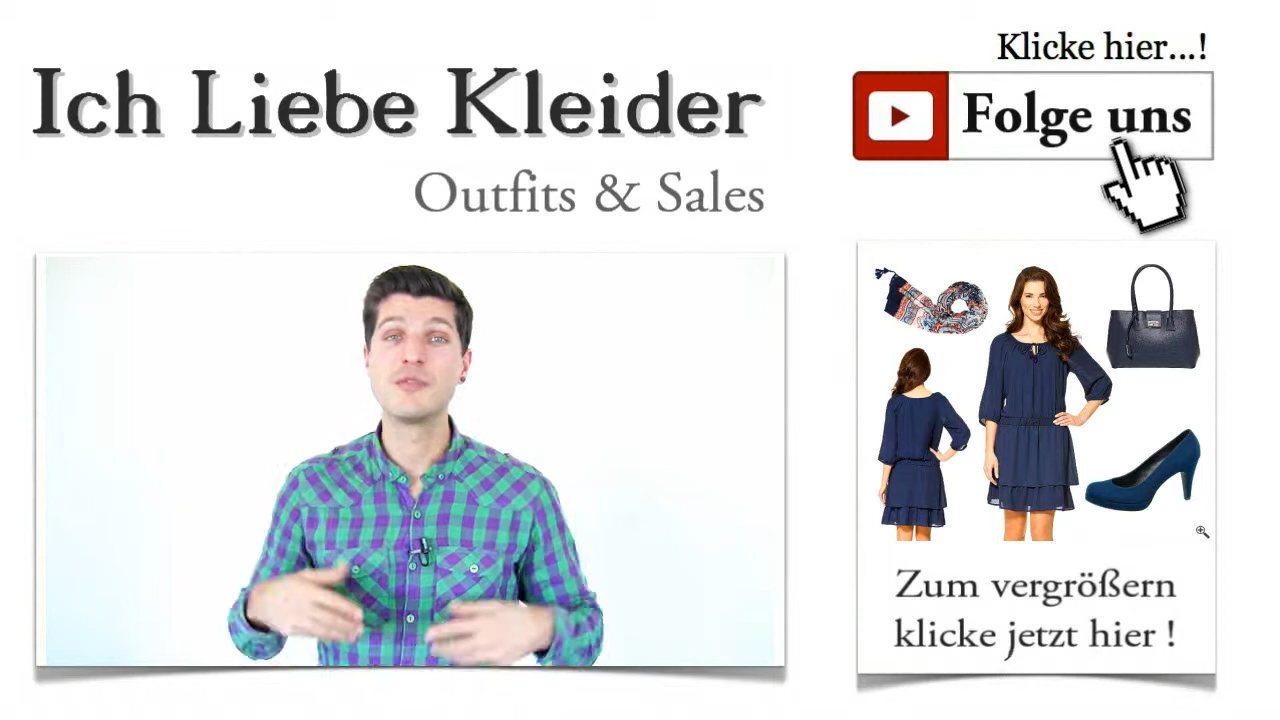 Ich Liebe Kleider
Outfits & Sales
Klicke hier...!
Folge uns
Zum vergrößern
klicke jetzt hier !